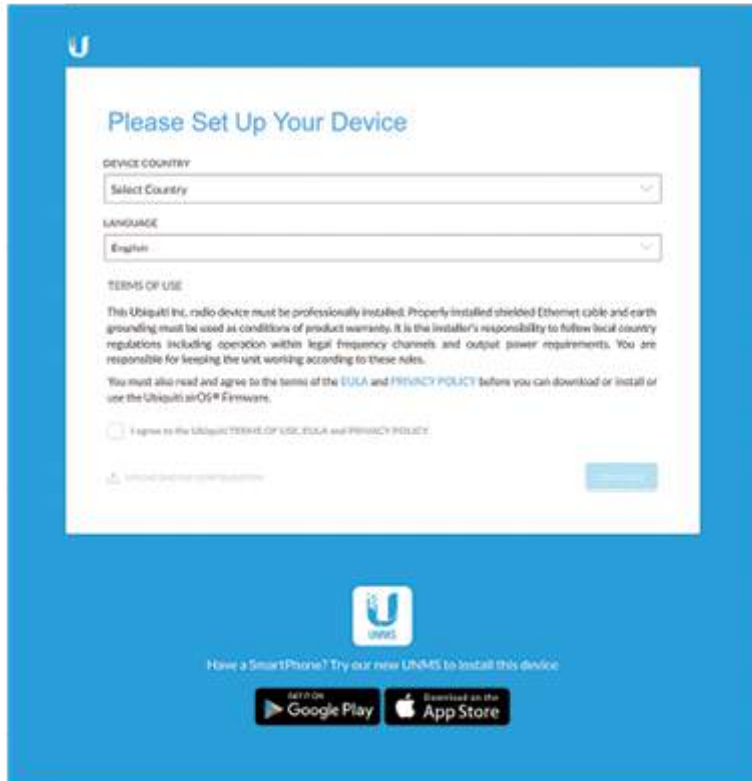 U
Please Set Up Your Device
DEVICE COUNTRY
Select Country
LANGUAGE
English
TERMS OF USE
This Ubiquiti Inc. radio device must be professionally installed. Properly installed shielded Ethernet cable and earth
grounding must be used as conditions of product warranty. It is the installer's responsibility to follow local country
regulations including operation within legal frequency channels and output power requirements. You are
responsible for keeping the unit working according to these rules.
You must also read and agree to the terms of the EULA and PRIVACY POLICY before you can download or install or
use the Ubiquiti airOS® Firmware.
I agree to the Ubiquiti TERMS OF USE, EULA and PRIVACY POLICY
U
UNMS
Have a SmartPhone? Try our new UNMS to install this device
GET IT ON
Google Play
Download on the
App Store